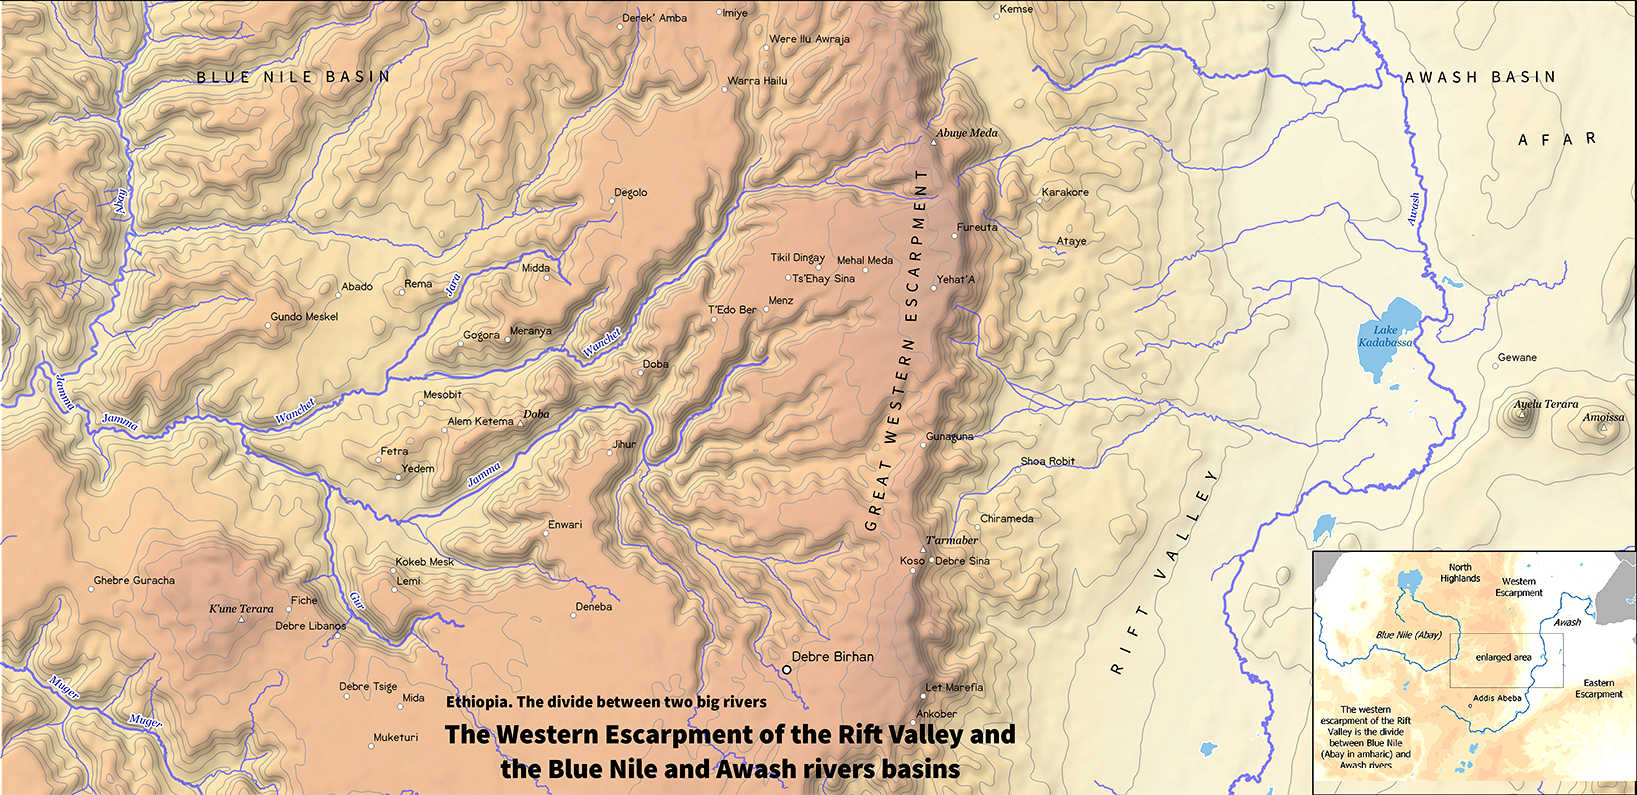 Kemse
Derek' Amba
Imiye
Were Ilu Awraja
BLUE NILE BASIN
Warra Hailu
AWASH BASIN
Abuye Meda
AFAR
Abay
Degolo
Karakore
Awash
Fureuta
Ataye
Tikil Dingay
Mehal Meda
Midda
Ts'Ehay Sina
Yehat'A
Jara
Abado
Rema
Menz
T'Edo Ber
Gundo Meskel
Gogora
Meranya
Wanchet
Lake
Kadabassa
Gewane
Doba
GREAT WESTERN ESCARPMENT
Jamma
Mesobit
Wanchet
Doba
Ayelu Terara
Amoissa
Jamma
Alem Ketema
Gunaguna
Jihur
Fetra
Yedem
Jamma
Shoa Robit
RIFT VALLEY
Enwari
Chirameda
T'armaber
Koso
Debre Sina
Kokeb Mesk
Lemi
Ghebre Guracha
Gur
Fiche
K'une Terara
Deneba
Debre Libanos
Debre Birhan
Muger
Debre Tsige
Mida
Let Marefia
Muger
Ankober
Muketuri
Ethiopia. The divide between two big rivers
The Western Escarpment of the Rift Valley and
the Blue Nile and Awash rivers basins
North
Highlands
Western
Escarpment
Awash
Blue Nile (Abay)
enlarged area
Eastern
Escarpment
Addis Abeba
The western
escarpment of the Rift
Valley is the divide
between Blue Nile
(Abay in amharic) and
Awash rivers